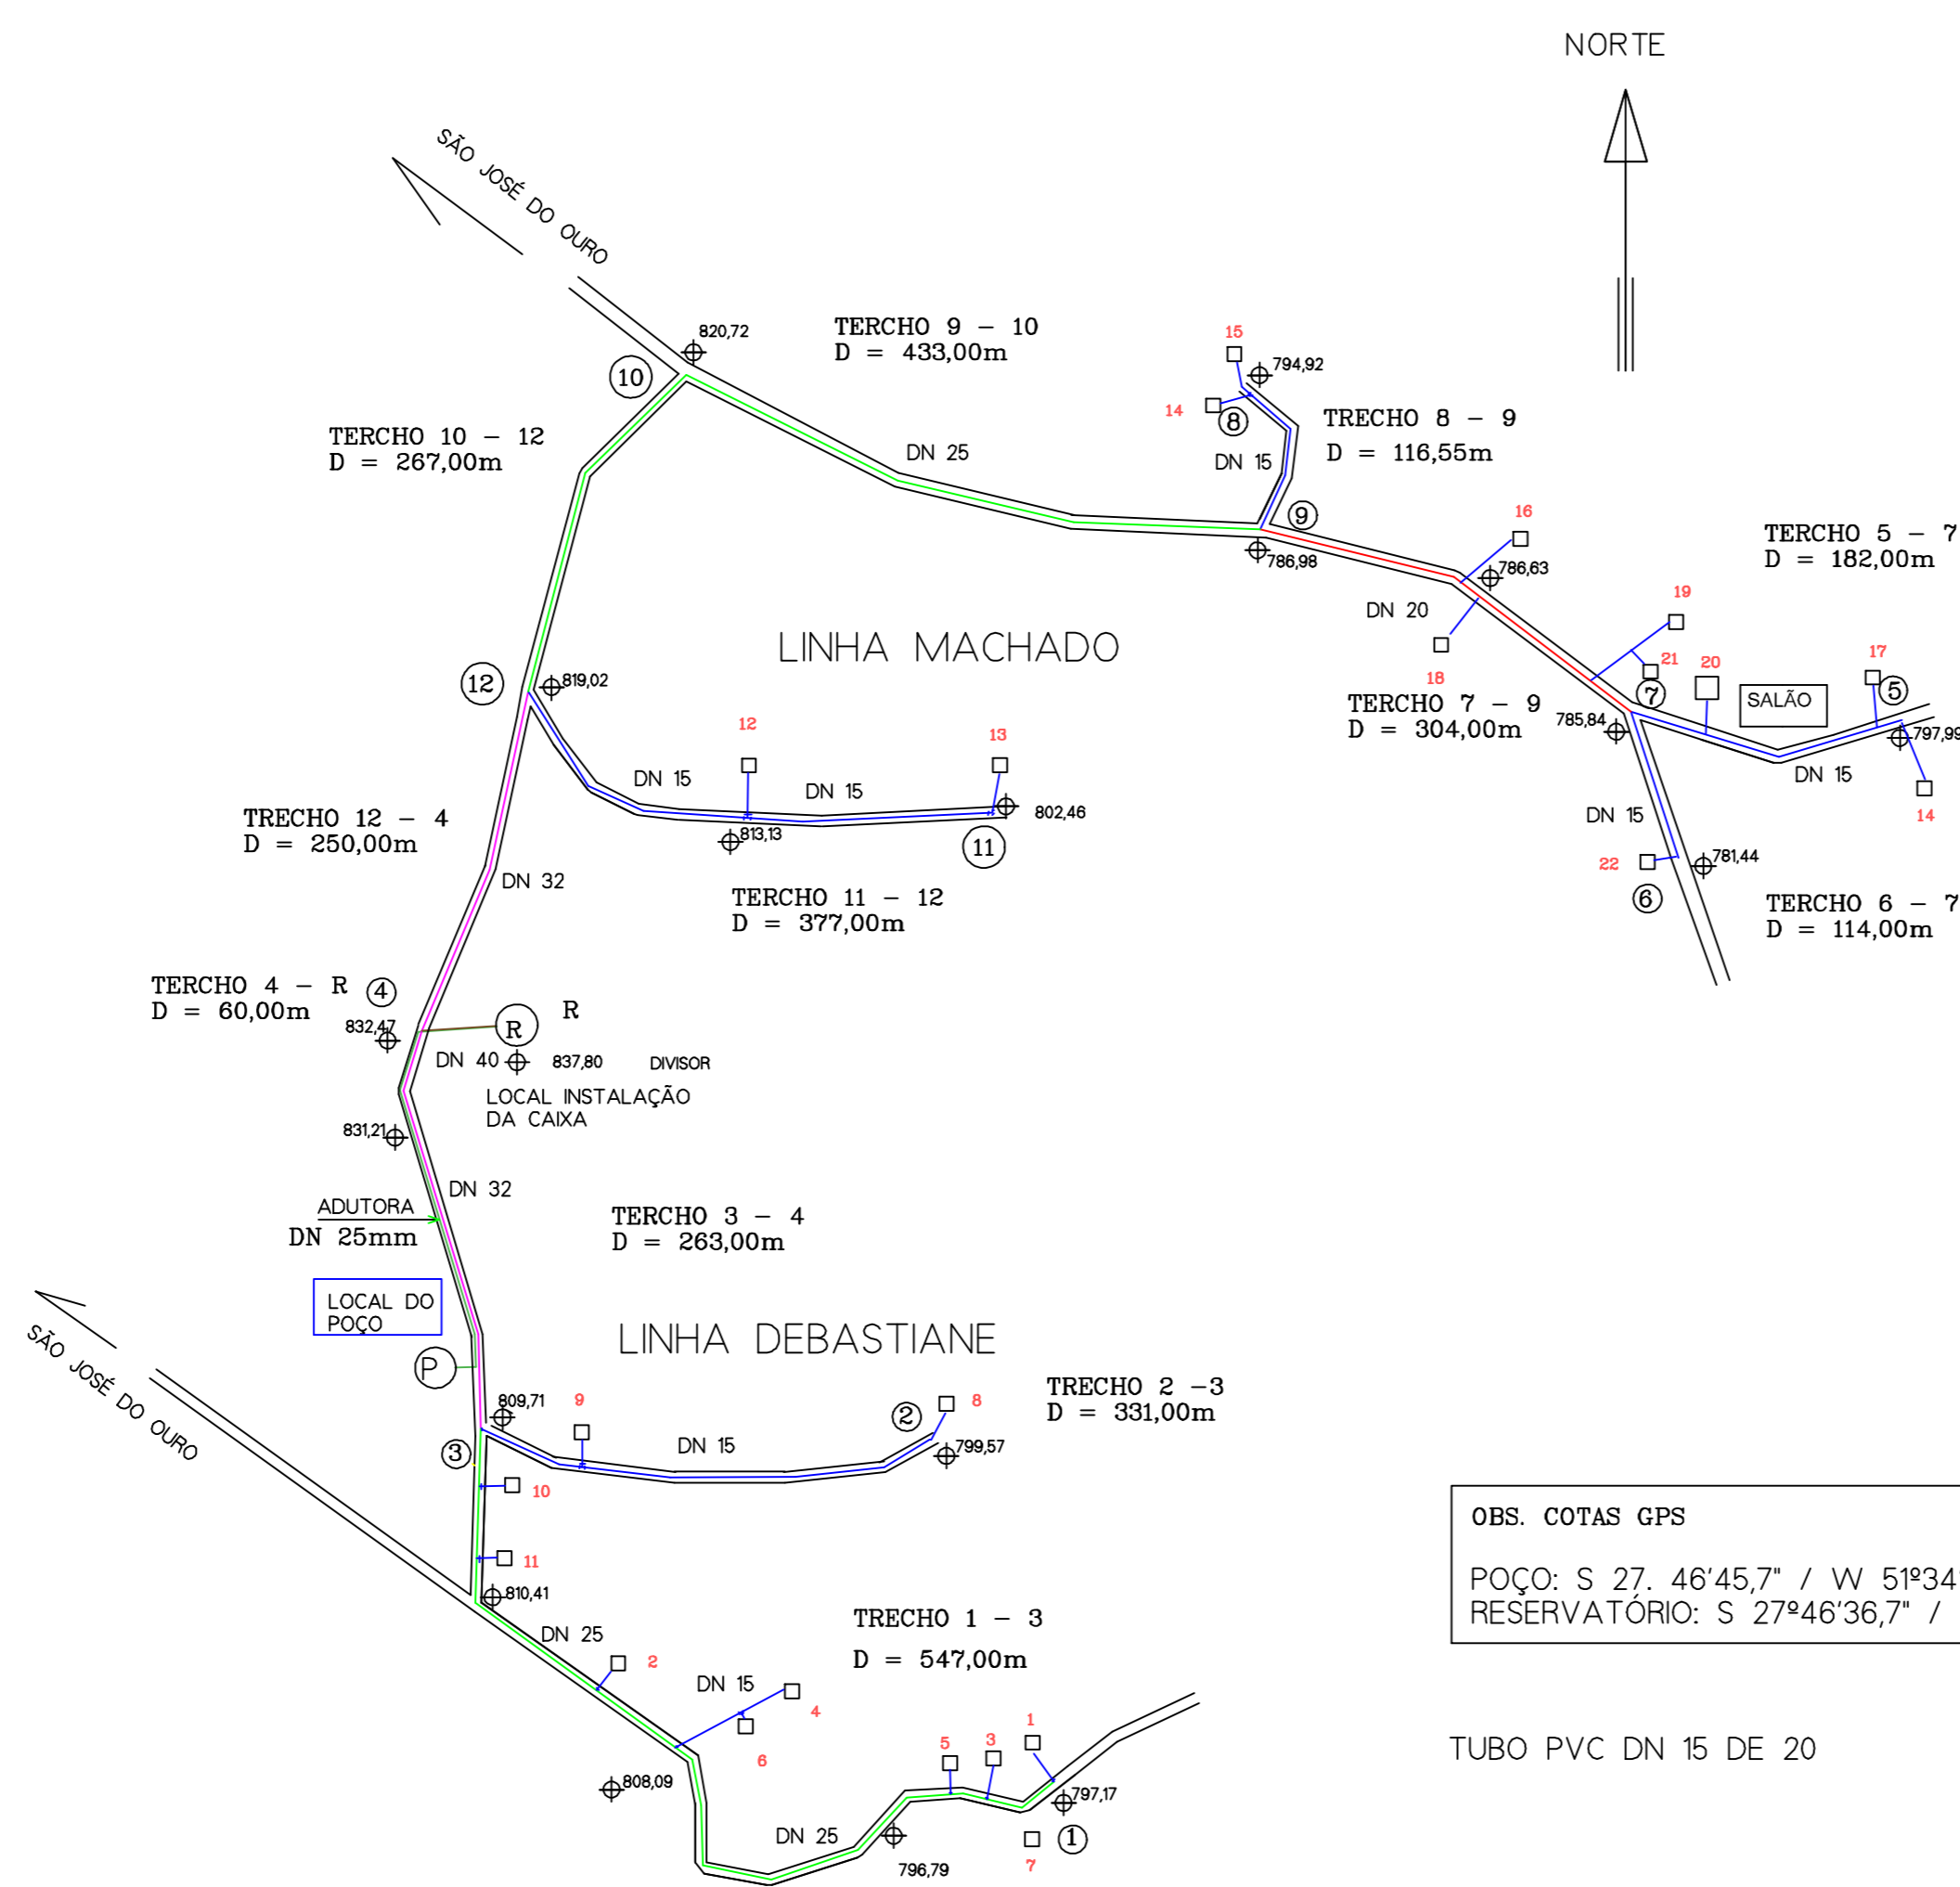 NORTE
SÃO JOSÉ DO OURO
820,72
TERCHO 9 - 10
D = 433,00m
10
15
794,92
14
8
TRECHO 8 - 9
D = 116,55m
TERCHO 10 - 12
D = 267,00m
DN 25
DN 15
9
16
786,98
786,63
TERCHO 5 - 7
D = 182,00m
DN 20
19
LINHA MACHADO
18
21
20
17
12
819,02
7
SALÃO
5
TERCHO 7 - 9
D = 304,00m
785,84
797,99
12
13
DN 15
DN 15
DN 15
14
802,46
813,13
11
TRECHO 12 - 4
D = 250,00m
DN 15
22
781,44
6
DN 32
TERCHO 11 - 12
D = 377,00m
TERCHO 6 - 7
D = 114,00m
TERCHO 4 - R
D = 60,00m
4
832,47
R
R
DN 40
837,80
DIVISOR
LOCAL INSTALAÇÃO
DA CAIXA
831,21
DN 32
ADUTORA
DN 25mm
TERCHO 3 - 4
D = 263,00m
LOCAL DO
POÇO
P
LINHA DEBASTIANE
SÃO JOSÉ DO OURO
809,71
9
2
8
TRECHO 2 -3
D = 331,00m
3
DN 15
799,57
10
11
810,41
OBS. COTAS GPS
POÇO: S 27. 46'45,7" / W 51º34'
RESERVATÓRIO: S 27º46'36,7" /
DN 25
2
TRECHO 1 - 3
D = 547,00m
DN 15
4
6
5
3
1
808,09
797,17
DN 25
796,79
7
1
TUBO PVC DN 15 DE 20